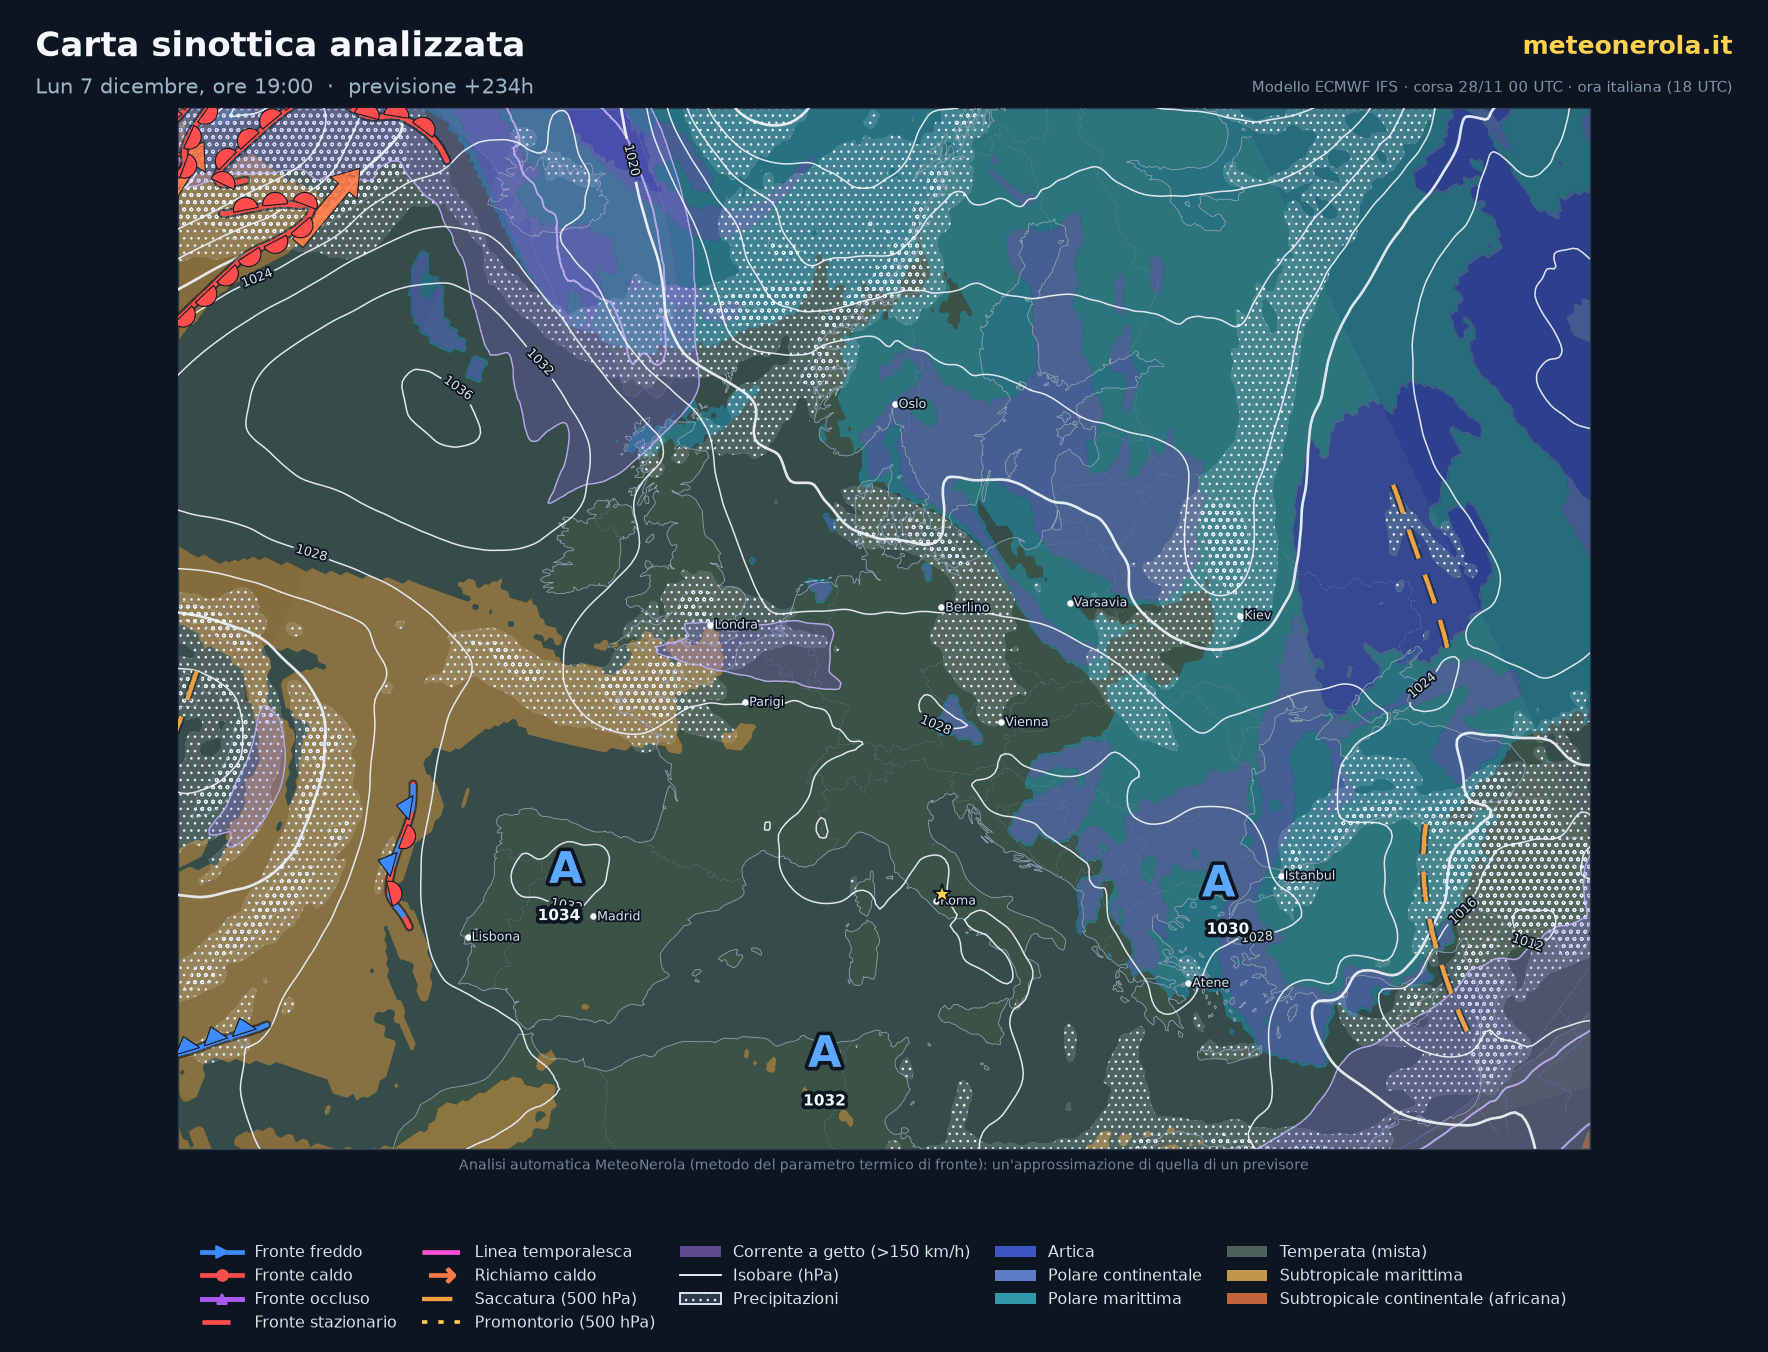 Carta sinottica analizzata
meteonerola.it
Lun 7 dicembre, ore 19:00 · previsione +234h
Modello ECMWF IFS · corsa 28/11 00 UTC · ora italiana (18 UTC)
1020
1024
1032
1036
Oslo
1028
Berlino
Varsavia
Kiev
Londra
1024
Parigi
1028
Vienna
A
A
Istanbul
1032
1034
Madrid
Roma
1016
1030
1028
Lisbona
1012
Atene
A
1032
Analisi automatica MeteoNerola (metodo del parametro termico di fronte): un'approssimazione di quella di un previsore
Fronte freddo
Fronte caldo
Fronte occluso
Fronte stazionario
Linea temporalesca
Richiamo caldo
Saccatura (500 hPa)
Promontorio (500 hPa)
Corrente a getto (>150 km/h)
Isobare (hPa)
Precipitazioni
Artica
Polare continentale
Polare marittima
Temperata (mista)
Subtropicale marittima
Subtropicale continentale (africana)